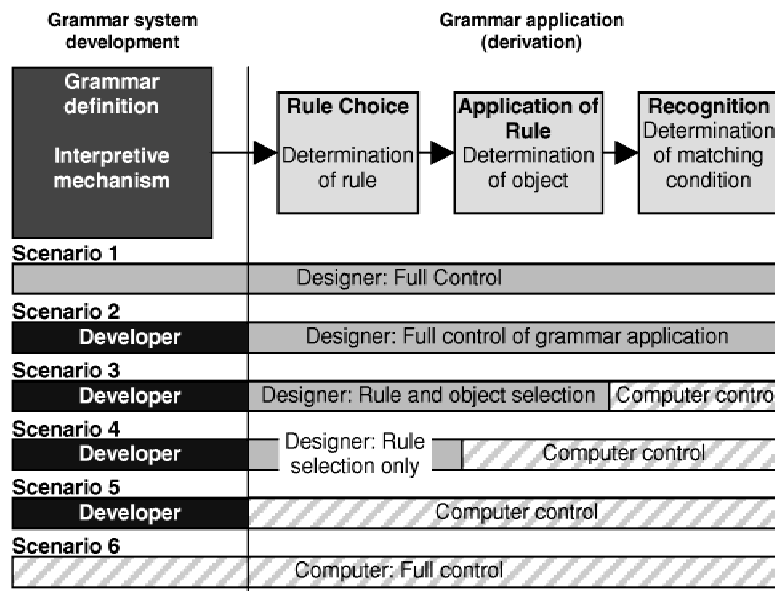 Grammar system
development
Grammar application
(derivation)
Grammar
definition
Interpretive
mechanism
Rule Choice
Determination
of rule
Application of
Rule
Determination
of object
Recognition
Determination
of matching
condition
Scenario 1
Designer: Full Control
Scenario 2
Developer
Designer: Full control of grammar application
Scenario 3
Developer
Designer: Rule and object selection
Computer contro
Scenario 4
Developer
Designer: Rule
selection only
Computer control
Scenario 5
Developer
Computer control
Scenario 6
Computer: Full control